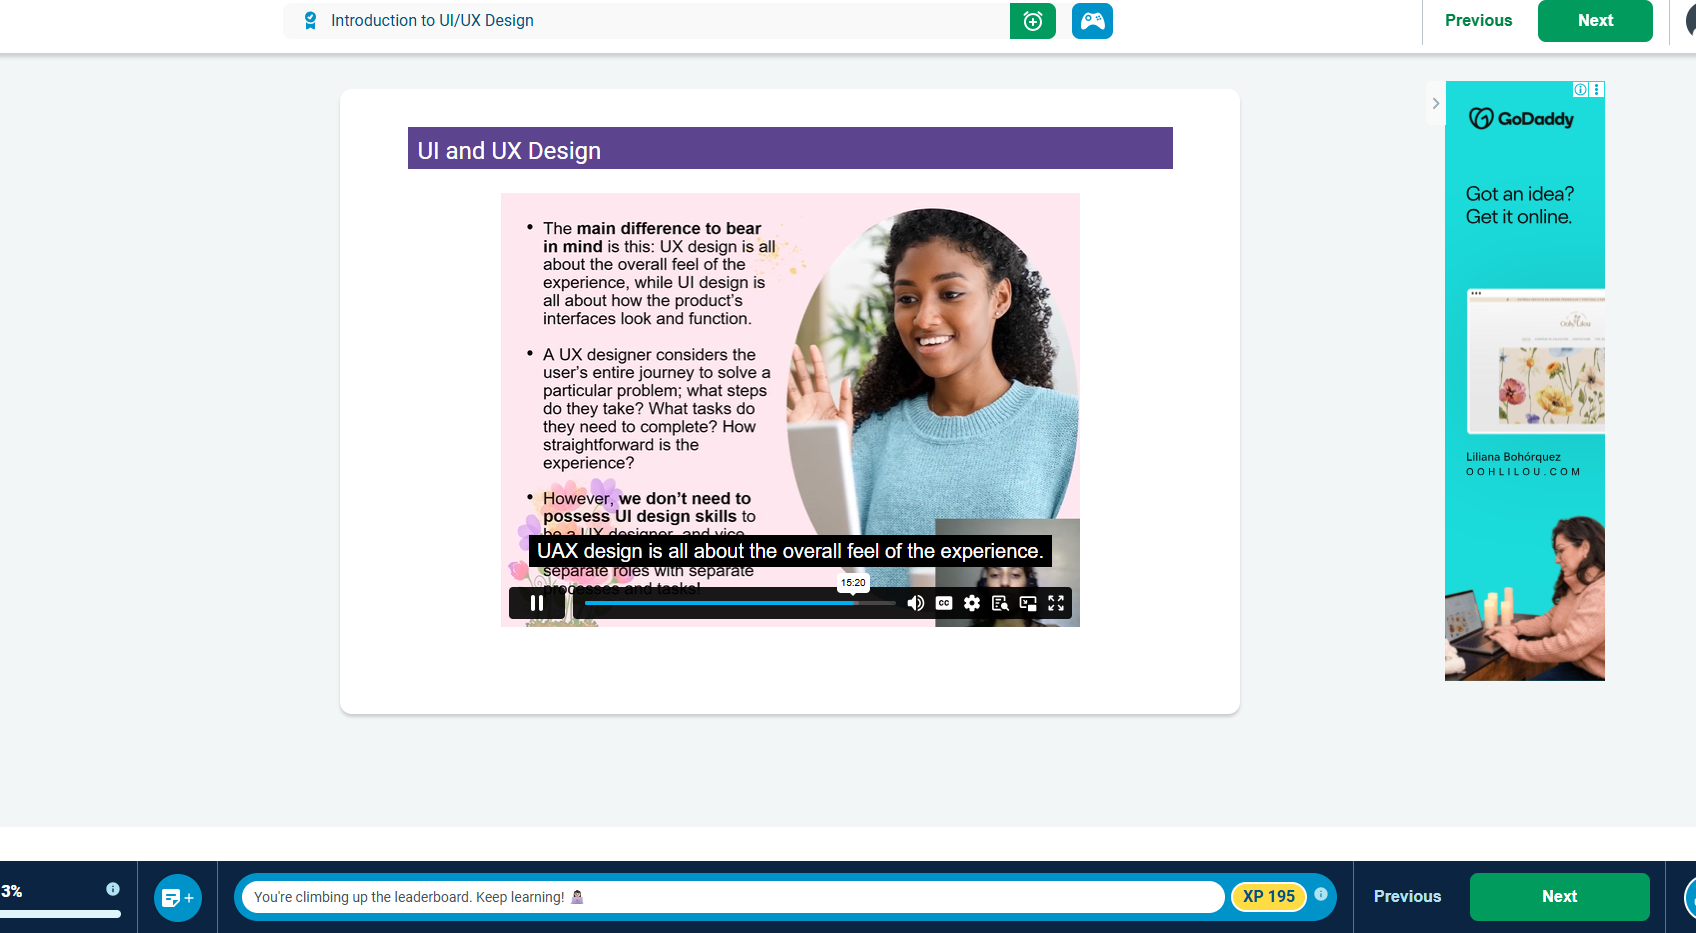 Introduction to UI/UX Design
Previous
Next
UI and UX Design
• The main difference to bear
in mind is this: UX design is all
about the overall feel of the
experience, while UI design is
all about how the product's
interfaces look and function.
• A UX designer considers the
user's entire journey to solve a
particular problem; what steps
do they take? What tasks do
they need to complete? How
straightforward is the
experience?
• However, we don't need to
possess UI design skills to
be a UX designer, and vice
UAX design is all about the overall feel of the experience.
separate roles with separate
processes and tasks!
15:20
CC
GoDaddy
Got an idea?
Get it online.
Ooh Lilou
Liliana Bohórquez
OOHLILOU.COM
3%
You're climbing up the leaderboard. Keep learning!
XP 195
Previous
Next